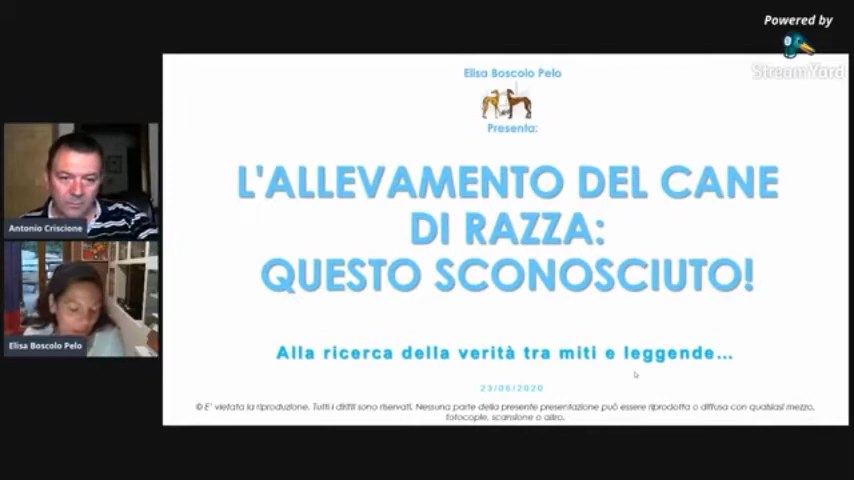 Powered by
StreamYard
Elisa Boscolo Pelo
Presenta:
L'ALLEVAMENTO DEL CANE
DI RAZZA:
QUESTO SCONOSCIUTO!
Alla ricerca della verità tra miti e leggende...
23/06/2020
© E' vietata la riproduzione. Tutti i diritti sono riservati. Nessuna parte della presente presentazione può essere riprodotta o diffusa con qualsiasi mezzo,
fotocopie, scansione o altro.
Antonio Criscione
Elisa Boscolo Pelo